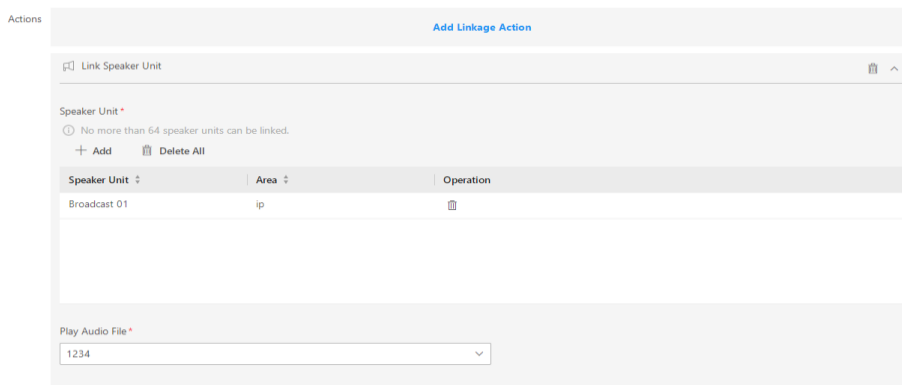 Actions
Add Linkage Action
Link Speaker Unit
Speaker Unit *
No more than 64 speaker units can be linked.
Add Delete All
Speaker Unit Area Operation
Broadcast 01 ip
Play Audio File *
1234